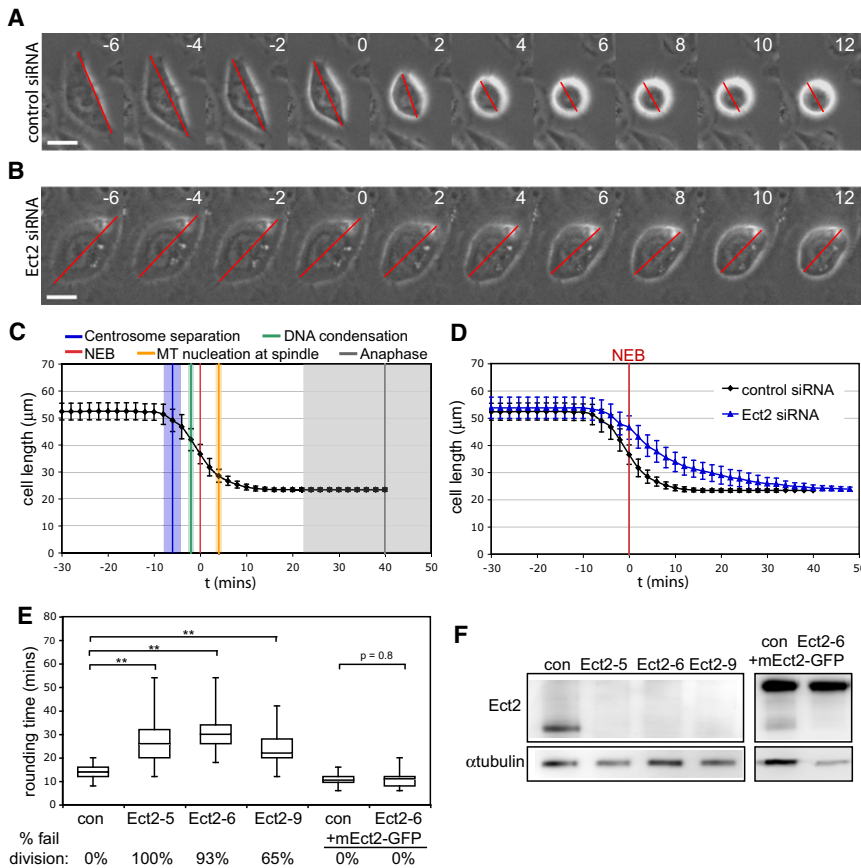 A
control siRNA
-6 -4 -2 0 2 4 6 8 10 12
B
Ect2 siRNA
-6 -4 -2 0 2 4 6 8 10 12
C
Centrosome separation DNA condensation
NEB MT nucleation at spindle Anaphase
cell length (µm)
70
60
50
40
30
20
10
0
-30 -20 -10 0 10 20 30 40 50
t (mins)
D
NEB
control siRNA
Ect2 siRNA
cell length (µm)
70
60
50
40
30
20
10
0
-30 -20 -10 0 10 20 30 40 50
t (mins)
E
rounding time (mins)
80
70
60
50
40
30
20
10
0
**
**
**
p = 0.8
con Ect2-5 Ect2-6 Ect2-9 con Ect2-6
+mEct2-GFP
% fail
division: 0% 100% 93% 65% 0% 0%
F
con Ect2-5 Ect2-6 Ect2-9
con Ect2-6
+mEct2-GFP
Ect2
αtubulin